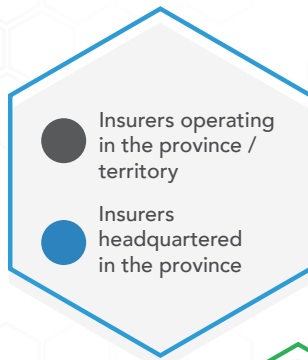 Insurers operating
in the province /
territory
Insurers
headquartered
in the province